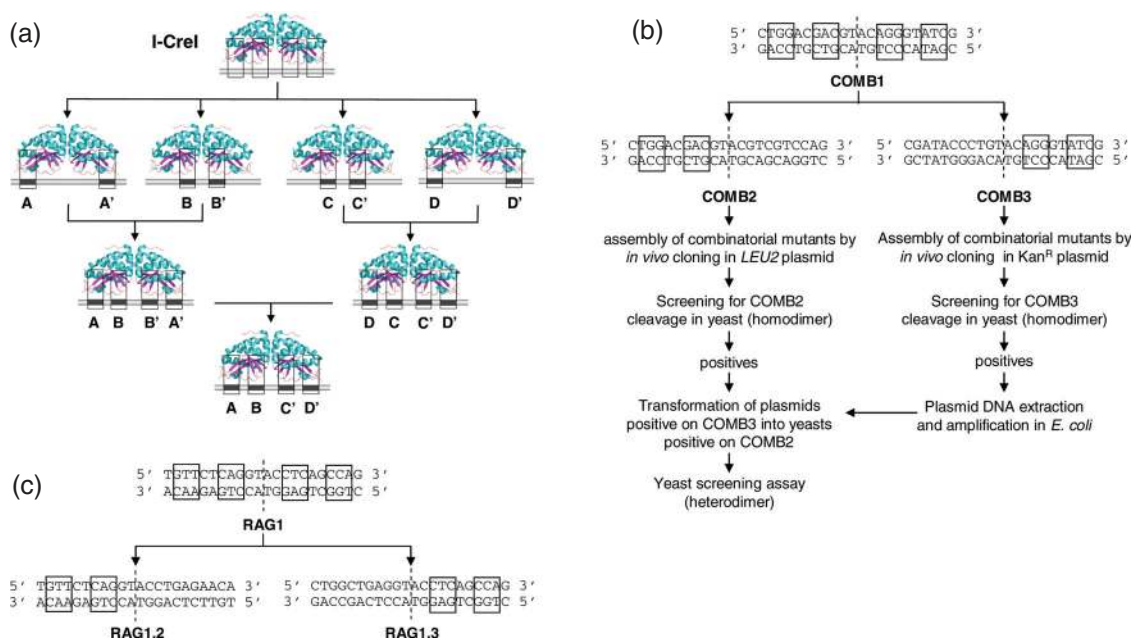 (a)
I-CreI
A A' B B' C C' D D'
A B B' A' D C C' D'
A B C' D'
(b)
5' CTGGACGACGTACAGGGTATCG 3'
3' GACCTGCTGCATGTCCCATAGC 3'
COMB1
5' CTGGACGACGTACGTCGTCCAG 3'
3' GACCTGCTGCATGCAGCAGGTC 3'
COMB2
5' CGATACCCTGTACAGGGTATCG 3'
3' GCTATGGGACATGTCCCATAGC 3'
COMB3
assembly of combinatorial mutants by
in vivo cloning in LEU2 plasmid
Screening for COMB2
cleavage in yeast (homodimer)
positives
Transformation of plasmids
positive on COMB3 into yeasts
positive on COMB2
Yeast screening assay
(heterodimer)
Assembly of combinatorial mutants by
in vivo cloning in KanR plasmid
Screening for COMB3
cleavage in yeast (homodimer)
positives
Plasmid DNA extraction
and amplification in E. coli
(c)
5' TGTTCTCAGGTACCTCAGCCAG 3'
3' ACAAGAGTCCATGGAGTCGGTC 5'
RAG1
5' TGTTCTCAGGTACCTGAGAACA 3'
3' ACAAGAGTCCATGGACTCTTGT 5'
RAG1.2
5' CTGGCTGAGGTACCTCAGCCAG 3'
3' GACCGACTCCATGGAGTCGGTC 5'
RAG1.3